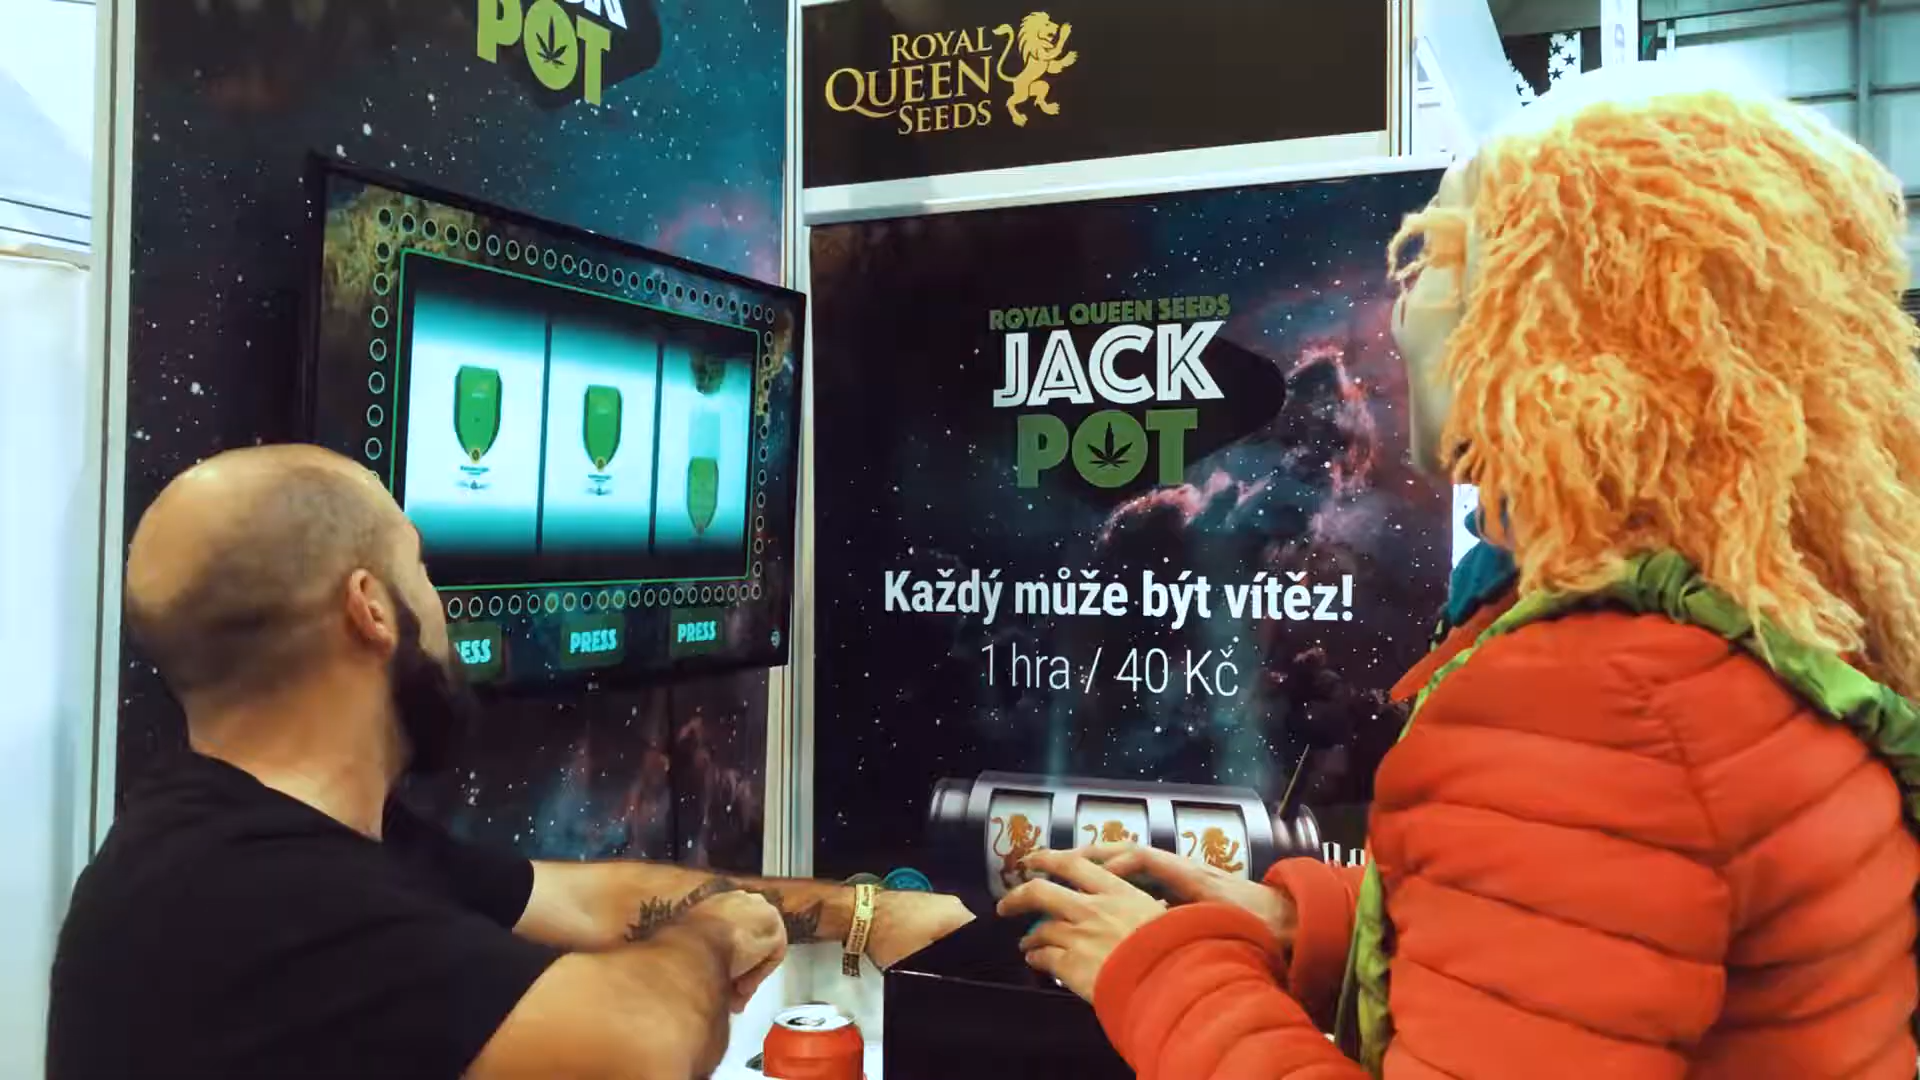 POT
ROYAL
QUEEN
SEEDS
ROYAL QUEEN SEEDS
JACK
POT
Každý může být vítěz!
1 hra / 40 Kč
PRESS
PRESS